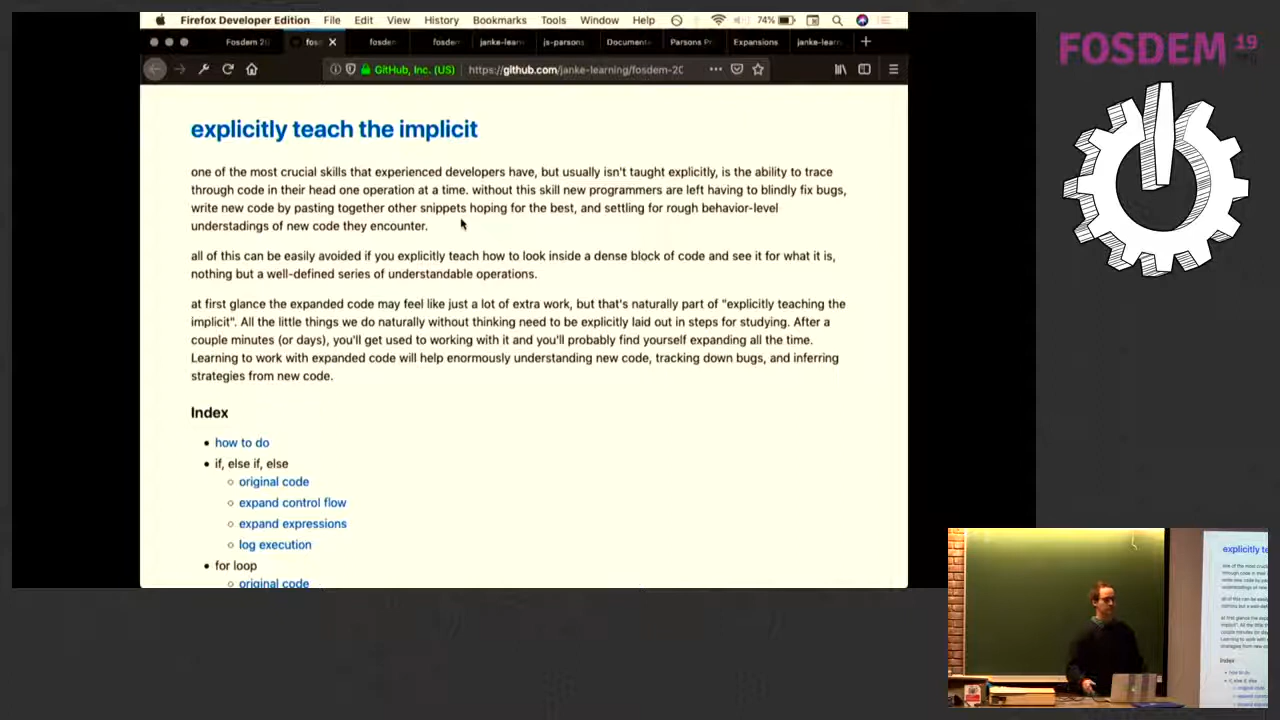 Firefox Developer Edition File Edit View History Bookmarks Tools Window Help 74%
FOSDEM 19
Fosdem 2 fos fosden fosde janke-lear js-parsons Document Parsons Pr Expansions janke-lear
GitHub, Inc. (US) https://github.com/janke-learning/fosdem-20
explicitly teach the implicit
one of the most crucial skills that experienced developers have, but usually isn't taught explicitly, is the ability to trace
through code in their head one operation at a time. without this skill new programmers are left having to blindly fix bugs,
write new code by pasting together other snippets hoping for the best, and settling for rough behavior-level
understadings of new code they encounter.
all of this can be easily avoided if you explicitly teach how to look inside a dense block of code and see it for what it is,
nothing but a well-defined series of understandable operations.
at first glance the expanded code may feel like just a lot of extra work, but that's naturally part of "explicitly teaching the
implicit". All the little things we do naturally without thinking need to be explicitly laid out in steps for studying. After a
couple minutes (or days), you'll get used to working with it and you'll probably find yourself expanding all the time.
Learning to work with expanded code will help enormously understanding new code, tracking down bugs, and inferring
strategies from new code.
Index
how to do
if, else if, else
original code
expand control flow
expand expressions
log execution
for loop
original code
explicitly te